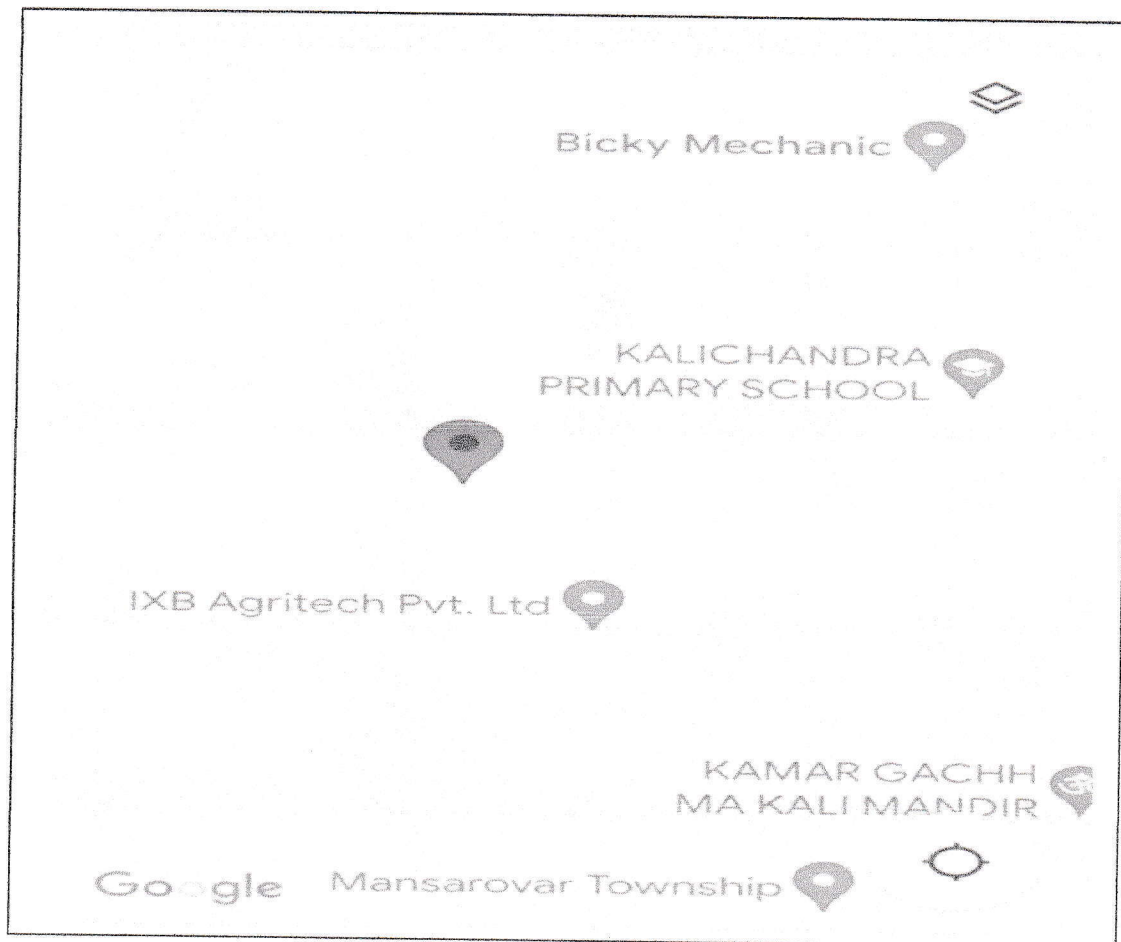 Bicky Mechanic
KALICHANDRA
PRIMARY SCHOOL
IXB Agritech Pvt. Ltd
KAMAR GACHH
MA KALI MANDIR
Google
Mansarovar Township